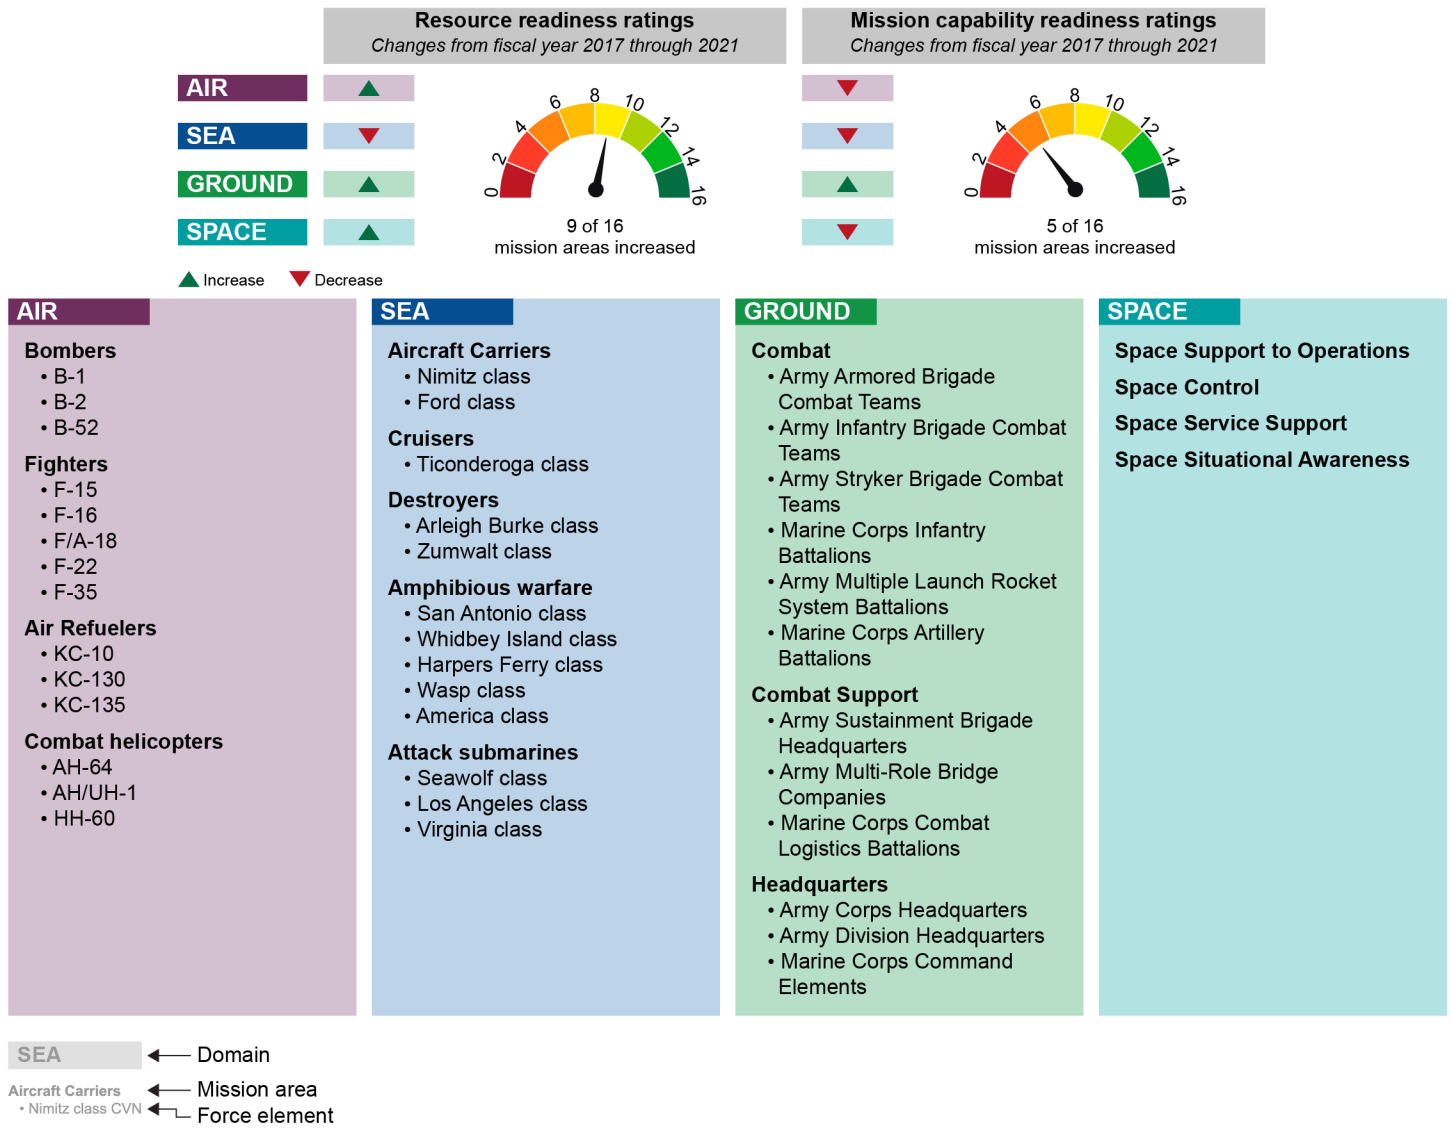 Resource readiness ratings
Changes from fiscal year 2017 through 2021
Mission capability readiness ratings
Changes from fiscal year 2017 through 2021
AIR
SEA
GROUND
SPACE
0
2
4
6
8
10
12
14
16
9 of 16
mission areas increased
0
2
4
6
8
10
12
14
16
5 of 16
mission areas increased
Increase
Decrease
AIR
Bombers
• B-1
• B-2
• B-52
Fighters
• F-15
• F-16
• F/A-18
• F-22
• F-35
Air Refuelers
• KC-10
• KC-130
• KC-135
Combat helicopters
• AH-64
• AH/UH-1
• HH-60
SEA
Aircraft Carriers
• Nimitz class
• Ford class
Cruisers
• Ticonderoga class
Destroyers
• Arleigh Burke class
• Zumwalt class
Amphibious warfare
• San Antonio class
• Whidbey Island class
• Harpers Ferry class
• Wasp class
• America class
Attack submarines
• Seawolf class
• Los Angeles class
• Virginia class
GROUND
Combat
• Army Armored Brigade
Combat Teams
• Army Infantry Brigade Combat
Teams
• Army Stryker Brigade Combat
Teams
• Marine Corps Infantry
Battalions
• Army Multiple Launch Rocket
System Battalions
• Marine Corps Artillery
Battalions
Combat Support
• Army Sustainment Brigade
Headquarters
• Army Multi-Role Bridge
Companies
• Marine Corps Combat
Logistics Battalions
Headquarters
• Army Corps Headquarters
• Army Division Headquarters
• Marine Corps Command
Elements
SPACE
Space Support to Operations
Space Control
Space Service Support
Space Situational Awareness
SEA
Domain
Aircraft Carriers
Mission area
• Nimitz class CVN
Force element